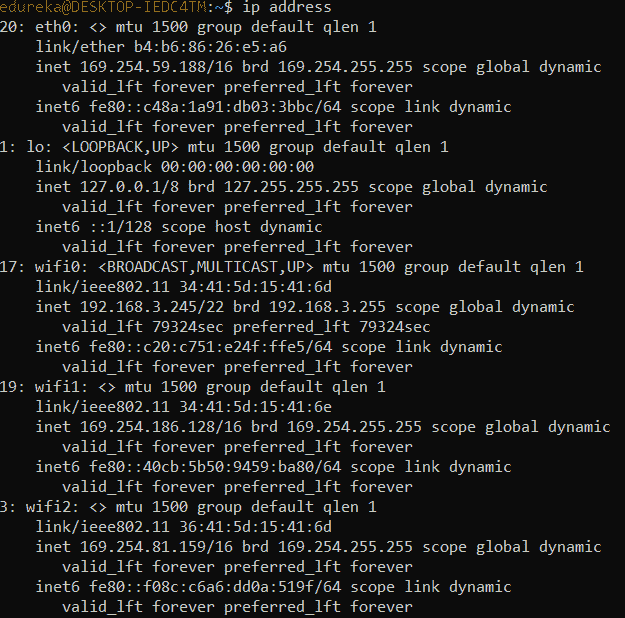 edureka@DESKTOP-IEDC4TM:~$ ip address
20: eth0: <> mtu 1500 group default qlen 1
link/ether b4:b6:86:26:e5:a6
inet 169.254.59.188/16 brd 169.254.255.255 scope global dynamic
valid_lft forever preferred_lft forever
inet6 fe80::c48a:1a91:db03:3bbc/64 scope link dynamic
valid_lft forever preferred_lft forever
1: lo: <LOOPBACK,UP> mtu 1500 group default qlen 1
link/loopback 00:00:00:00:00:00
inet 127.0.0.1/8 brd 127.255.255.255 scope global dynamic
valid_lft forever preferred_lft forever
inet6 ::1/128 scope host dynamic
valid_lft forever preferred_lft forever
17: wifi0: <BROADCAST,MULTICAST,UP> mtu 1500 group default qlen 1
link/ieee802.11 34:41:5d:15:41:6d
inet 192.168.3.245/22 brd 192.168.3.255 scope global dynamic
valid_lft 79324sec preferred_lft 79324sec
inet6 fe80::c20:c751:e24f:ffe5/64 scope link dynamic
valid_lft forever preferred_lft forever
19: wifi1: <> mtu 1500 group default qlen 1
link/ieee802.11 34:41:5d:15:41:6e
inet 169.254.186.128/16 brd 169.254.255.255 scope global dynamic
valid_lft forever preferred_lft forever
inet6 fe80::40cb:5b50:9459:ba80/64 scope link dynamic
valid_lft forever preferred_lft forever
3: wifi2: <> mtu 1500 group default qlen 1
link/ieee802.11 36:41:5d:15:41:6d
inet 169.254.81.159/16 brd 169.254.255.255 scope global dynamic
valid_lft forever preferred_lft forever
inet6 fe80::f08c:c6a6:dd0a:519f/64 scope link dynamic
valid_lft forever preferred_lft forever